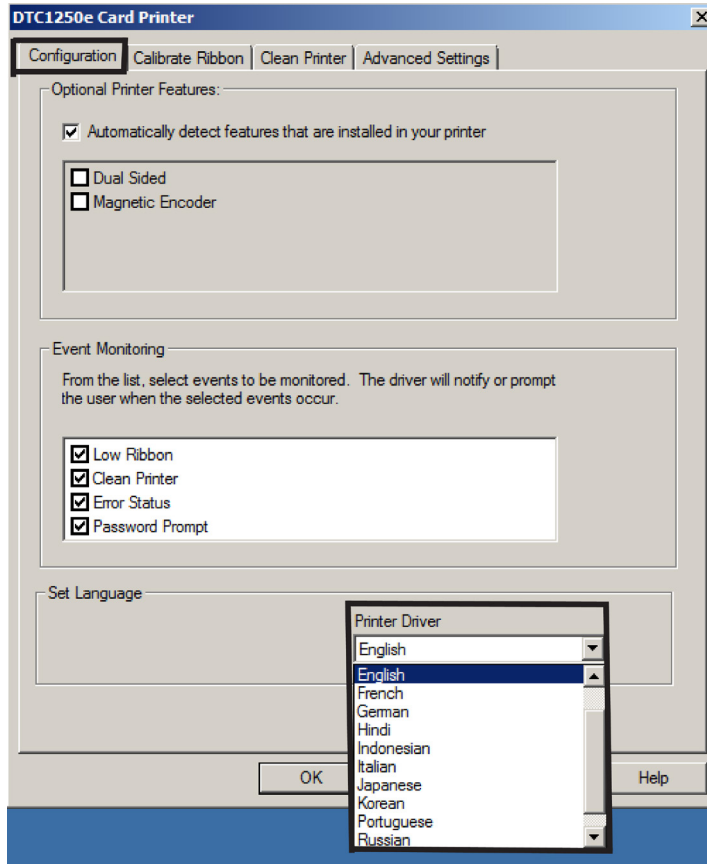 DTC1250e Card Printer
Configuration
Calibrate Ribbon
Clean Printer
Advanced Settings
Optional Printer Features:
Automatically detect features that are installed in your printer
Dual Sided
Magnetic Encoder
Event Monitoring
From the list, select events to be monitored. The driver will notify or prompt
the user when the selected events occur.
Low Ribbon
Clean Printer
Error Status
Password Prompt
Set Language
Printer Driver
English
English
French
German
Hindi
Indonesian
Italian
Japanese
Korean
Portuguese
Russian
OK
Help